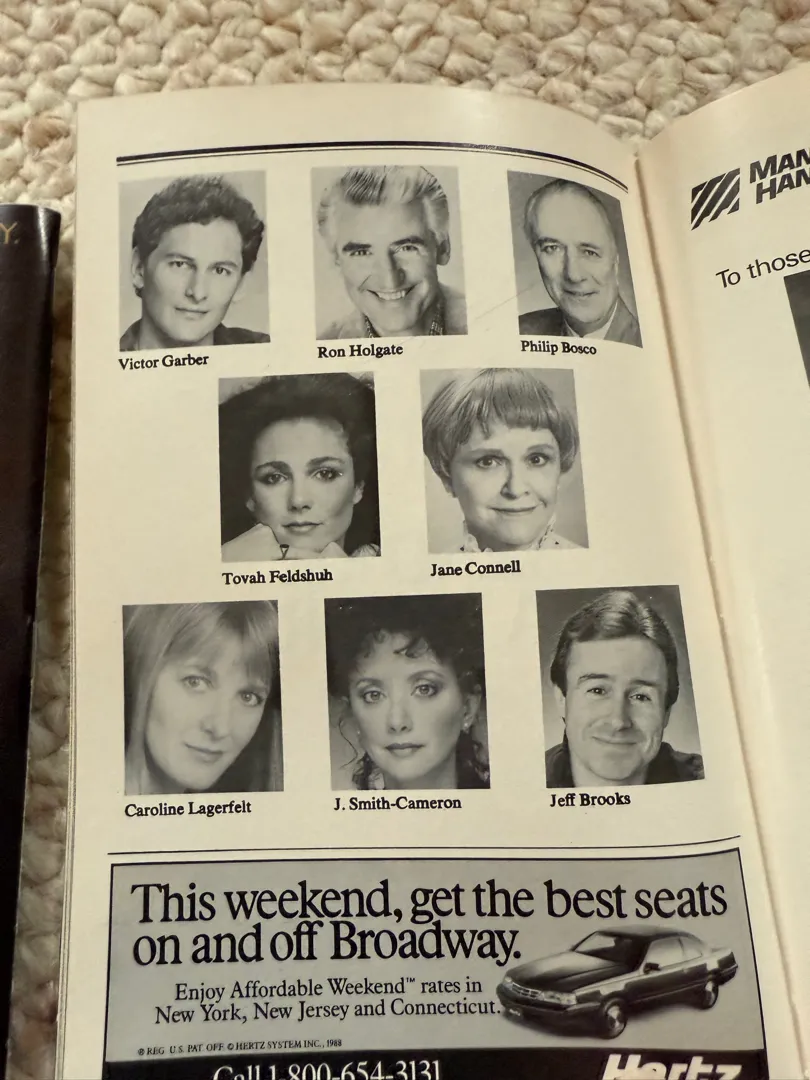 Y.
MAN
HAN
To those
Victor Garber
Ron Holgate
Philip Bosco
Tovah Feldshuh
Jane Connell
Caroline Lagerfelt
J. Smith-Cameron
Jeff Brooks
This weekend, get the best seats
on and off Broadway.
Enjoy Affordable Weekend™ rates in
New York, New Jersey and Connecticut.
® REG. U.S. PAT. OFF. © HERTZ SYSTEM INC., 1988
Call 1-800-654-3131
Hertz